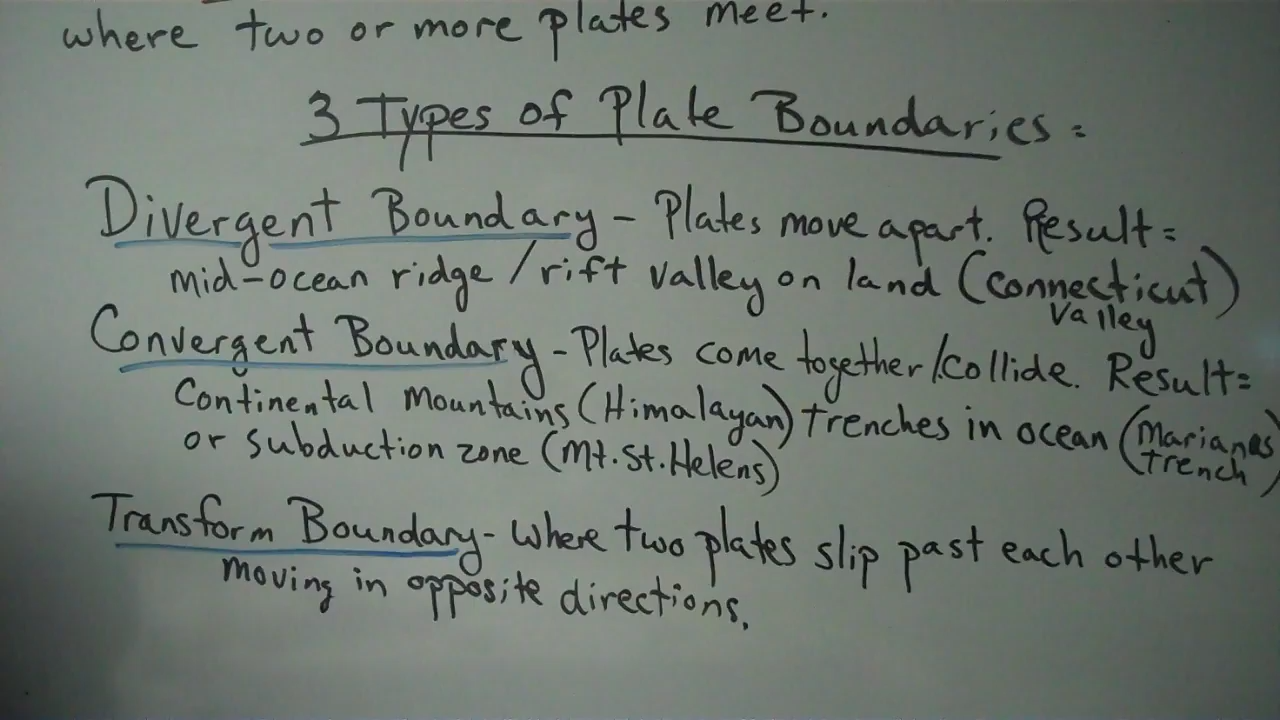 where two or more plates meet.
3 Types of Plate Boundaries:
Divergent Boundary - Plates move apart. Result=
mid-ocean ridge / rift valley on land (Connecticut)
Valley
Convergent Boundary - Plates come together/collide. Result=
Continental Mountains (Himalayan) trenches in ocean (Marianas
trench)
or subduction zone (Mt. St. Helens)
Transform Boundary - Where two plates slip past each other
moving in opposite directions.